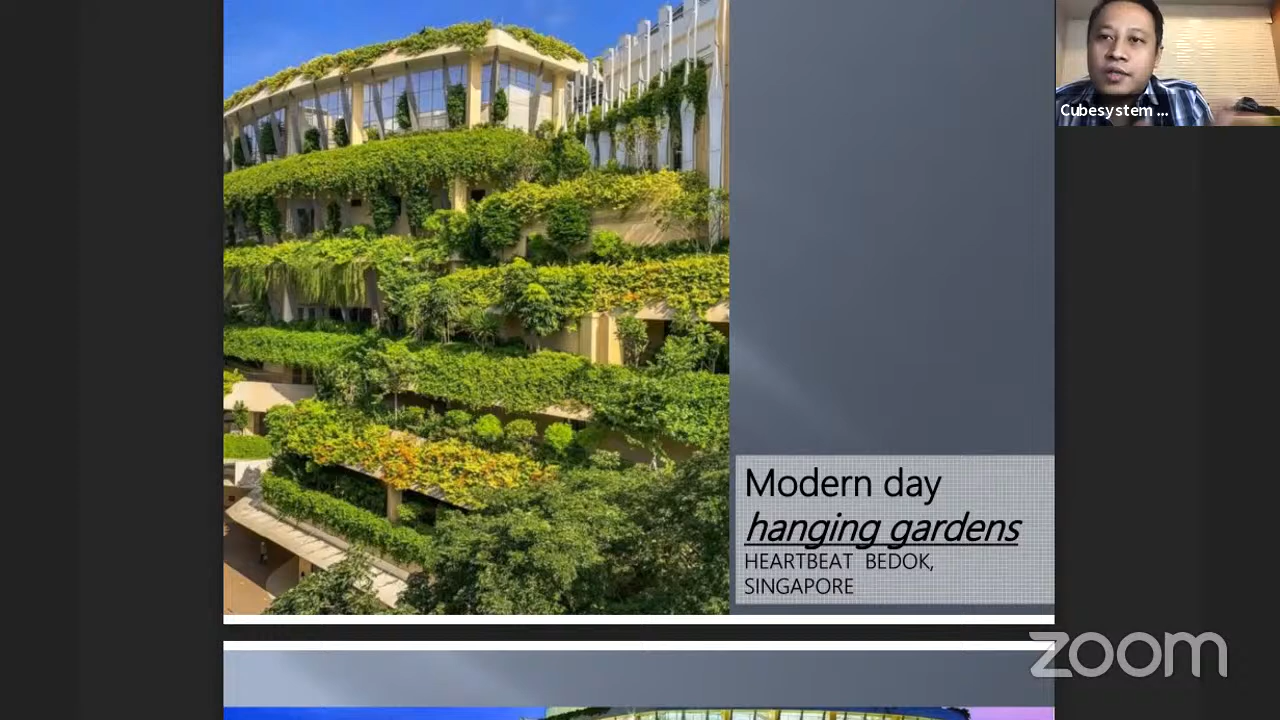 Cubesystem ...
Modern day
hanging gardens
HEARTBEAT BEDOK,
SINGAPORE
zoom